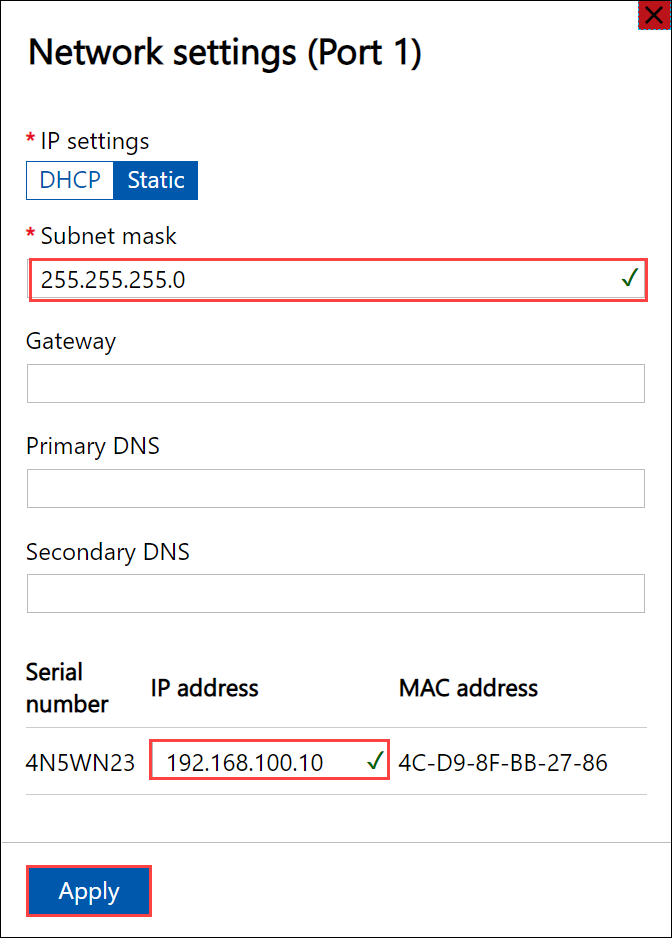 Network settings (Port 1)
* IP settings
DHCP Static
* Subnet mask
255.255.255.0
Gateway
Primary DNS
Secondary DNS
Serial number IP address MAC address
4N5WN23 192.168.100.10 4C-D9-8F-BB-27-86
Apply